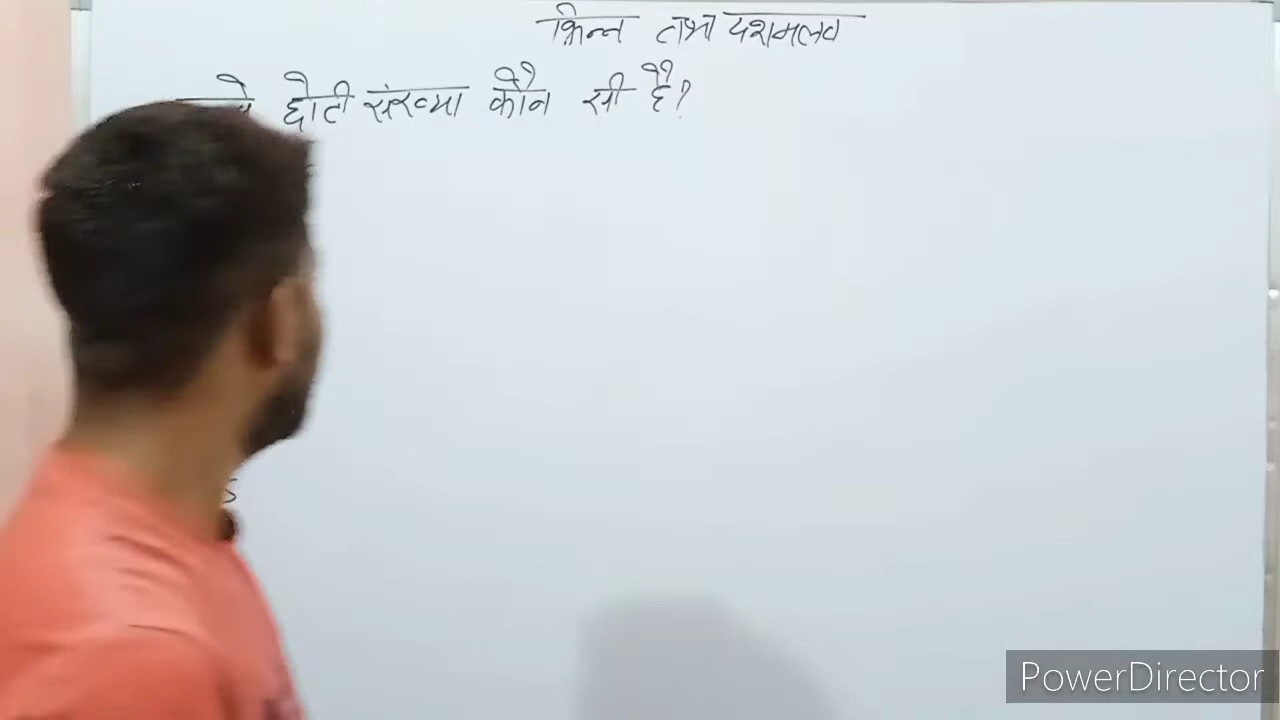 भिन्न तथा दशमलव
छोटी संख्या कौन सी है?
PowerDirector